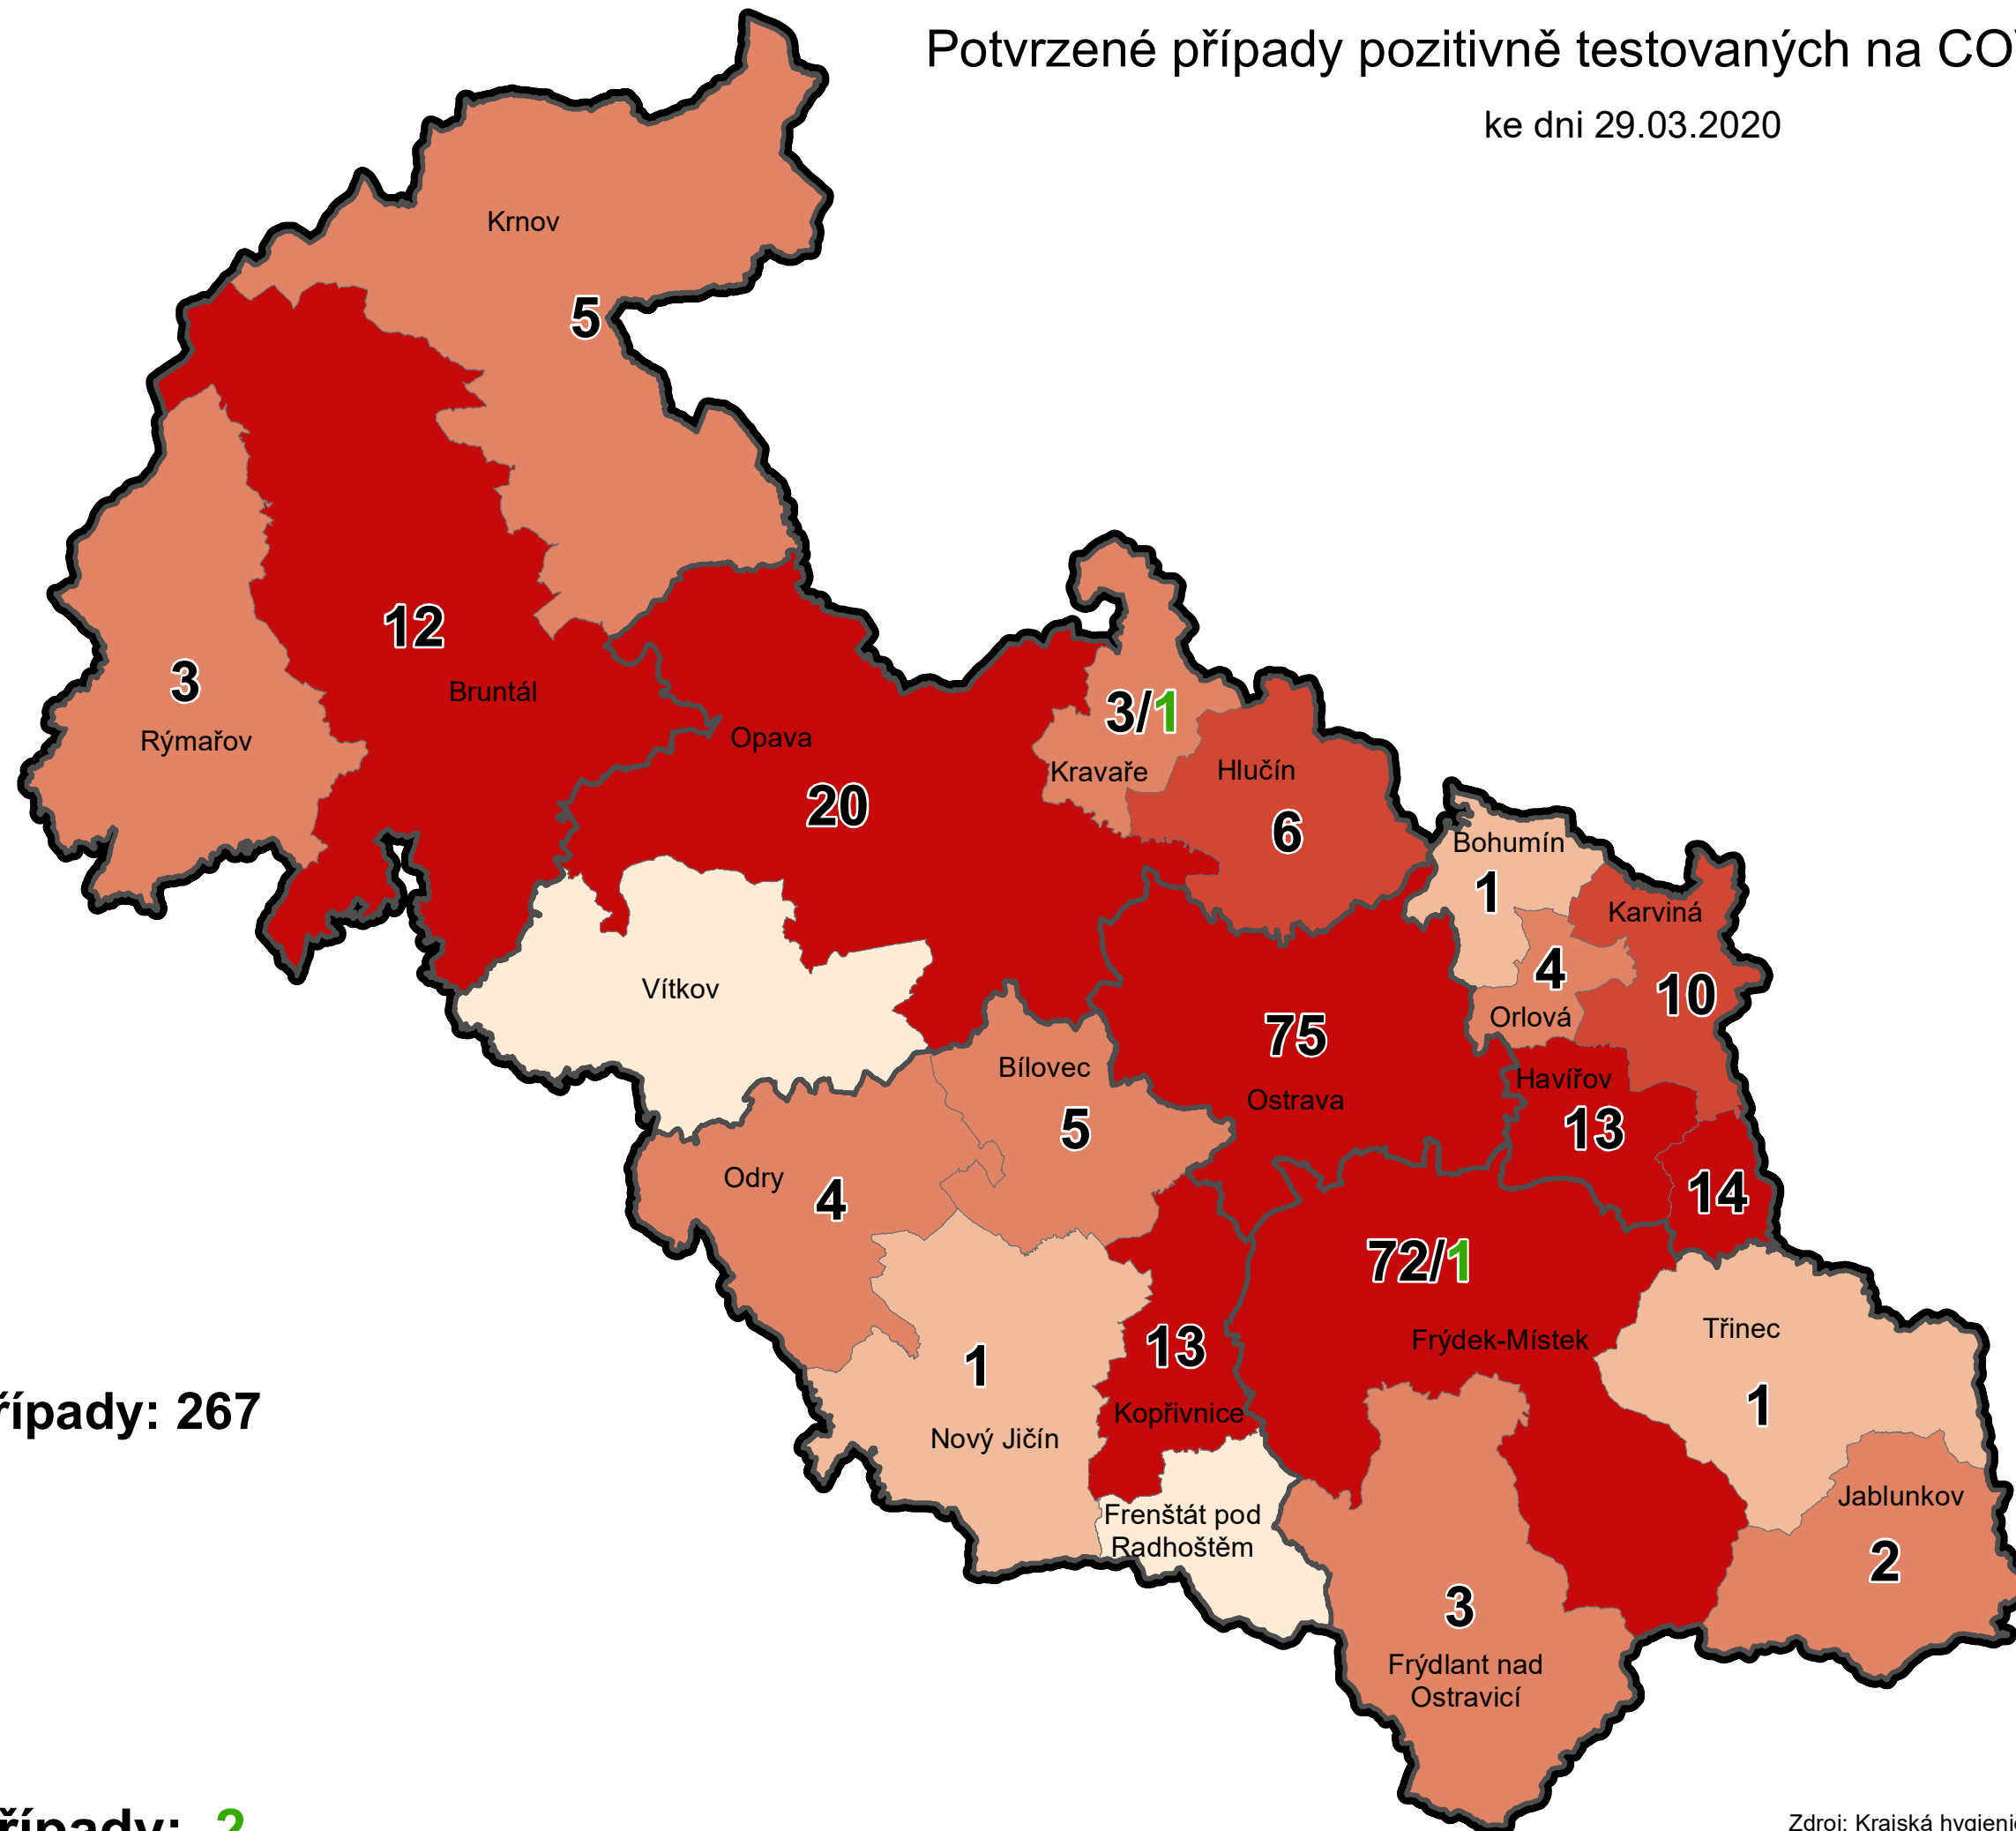 Potvrzené případy pozitivně testovaných na
ke dni 29.03.2020
Krnov
5
12
3
Bruntál
Rýmařov
Opava
20
3/1
Kravaře
Hlučín
6
Bohumín
1
Karviná
4
10
Orlová
Vítkov
75
Ostrava
Havířov
13
14
Bílovec
5
Odry
4
72/1
Frýdek-Místek
13
Kopřivnice
1
Nový Jičín
Třinec
1
Jablunkov
2
Frenštát pod
Radhoštěm
3
Frýdlant nad
Ostravicí
řípady: 267
řípady: 2
Zdroj: Krajská